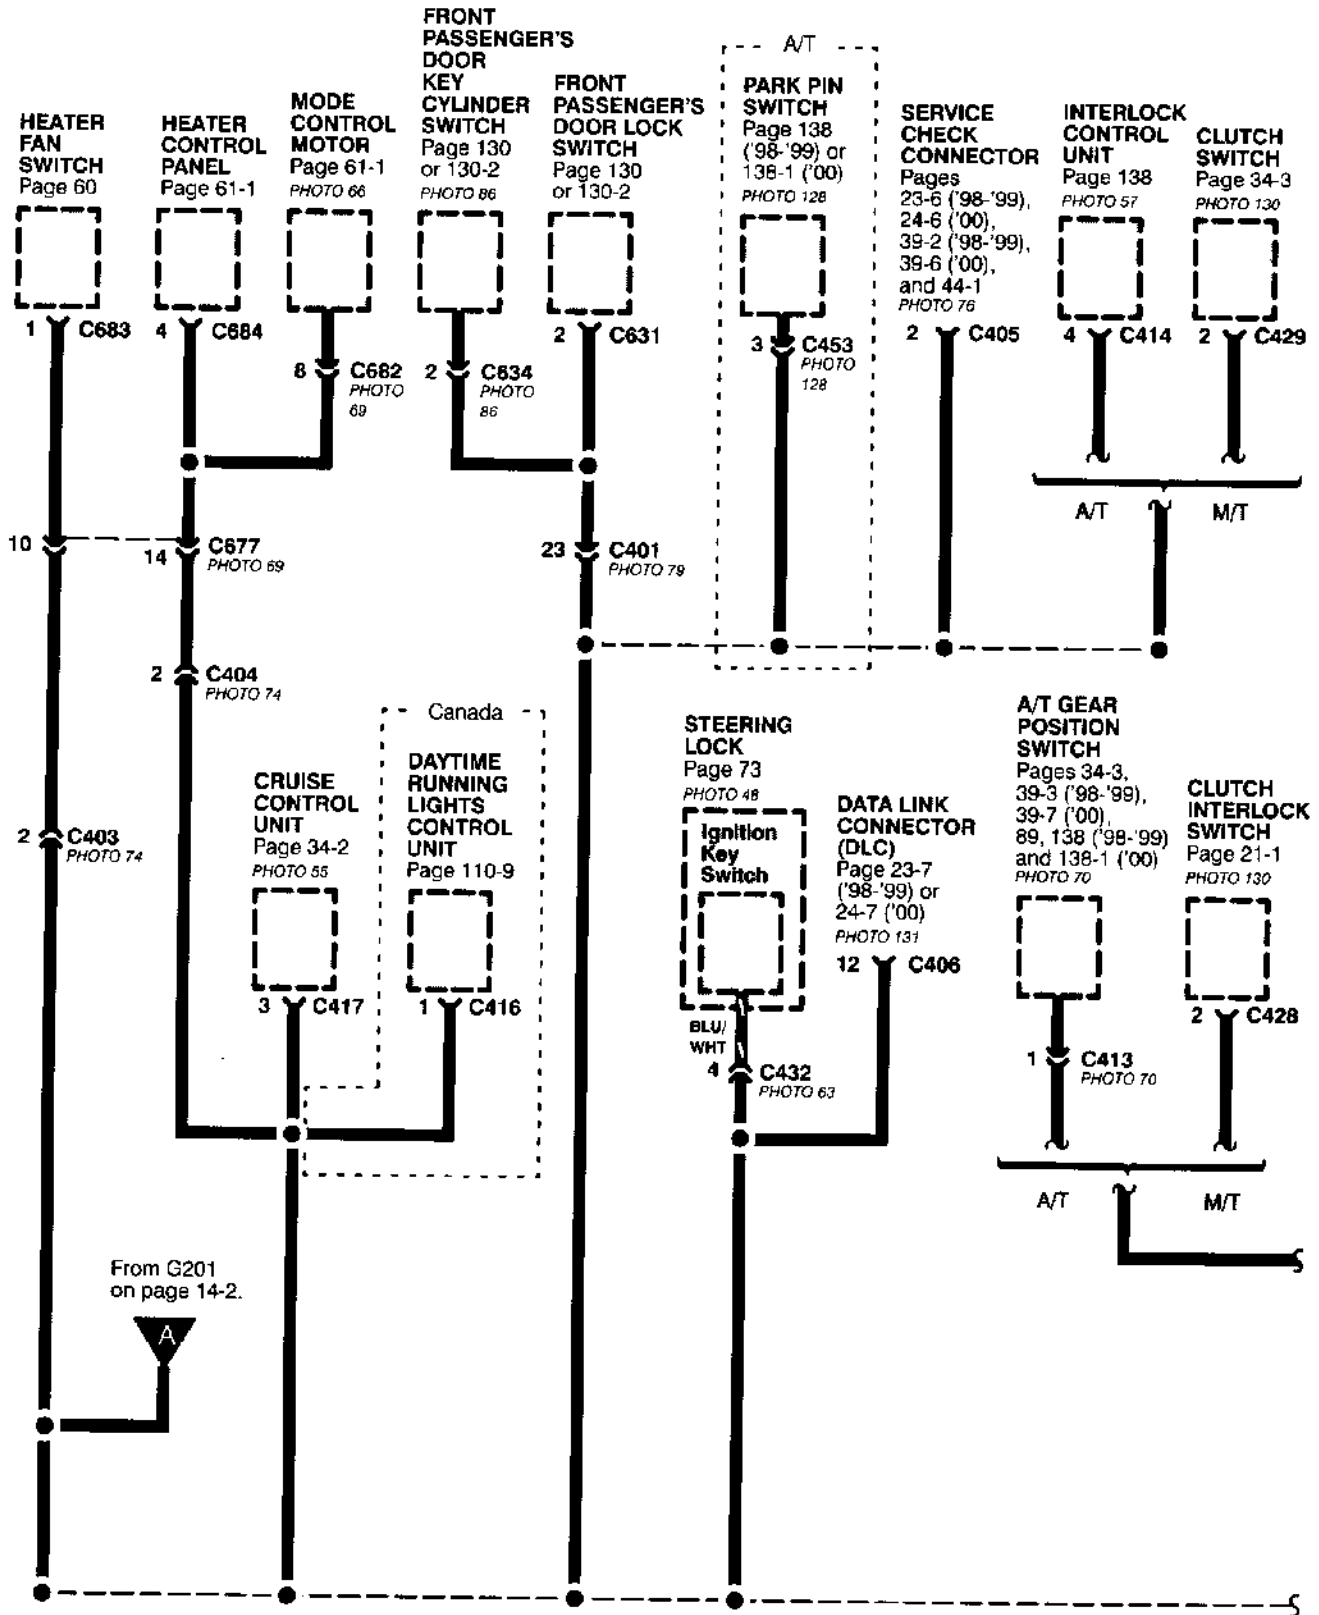 HEATER
FAN
SWITCH
Page 60
1
C683
HEATER
CONTROL
PANEL
Page 61-1
4
C684
MODE
CONTROL
MOTOR
Page 61-1
PHOTO 66
8
C682
PHOTO
69
FRONT
PASSENGER'S
DOOR
KEY
CYLINDER
SWITCH
Page 130
or 130-2
PHOTO 86
2
C634
PHOTO
86
FRONT
PASSENGER'S
DOOR LOCK
SWITCH
Page 130
or 130-2
2
C631
A/T
PARK PIN
SWITCH
Page 138
('98-'99) or
138-1 ('00)
PHOTO 128
3
C453
PHOTO
128
SERVICE
CHECK
CONNECTOR
Pages
23-6 ('98-'99),
24-6 ('00),
39-2 ('98-'99),
39-6 ('00),
and 44-1
PHOTO 76
2
C405
INTERLOCK
CONTROL
UNIT
Page 138
PHOTO 57
4
C414
CLUTCH
SWITCH
Page 34-3
PHOTO 130
2
C429
A/T
M/T
10
14
C677
PHOTO 69
23
C401
PHOTO 79
2
C404
PHOTO 74
2
C403
PHOTO 74
CRUISE
CONTROL
UNIT
Page 34-2
PHOTO 55
3
C417
Canada
DAYTIME
RUNNING
LIGHTS
CONTROL
UNIT
Page 110-9
1
C416
STEERING
LOCK
Page 73
PHOTO 48
Ignition
Key
Switch
BLU/
WHT
4
C432
PHOTO 63
DATA LINK
CONNECTOR
(DLC)
Page 23-7
('98-'99) or
24-7 ('00)
PHOTO 131
12
C406
A/T GEAR
POSITION
SWITCH
Pages 34-3,
39-3 ('98-'99),
39-7 ('00),
89, 138 ('98-'99)
and 138-1 ('00)
PHOTO 70
1
C413
PHOTO 70
CLUTCH
INTERLOCK
SWITCH
Page 21-1
PHOTO 130
2
C428
A/T
M/T
From G201
on page 14-2.
A